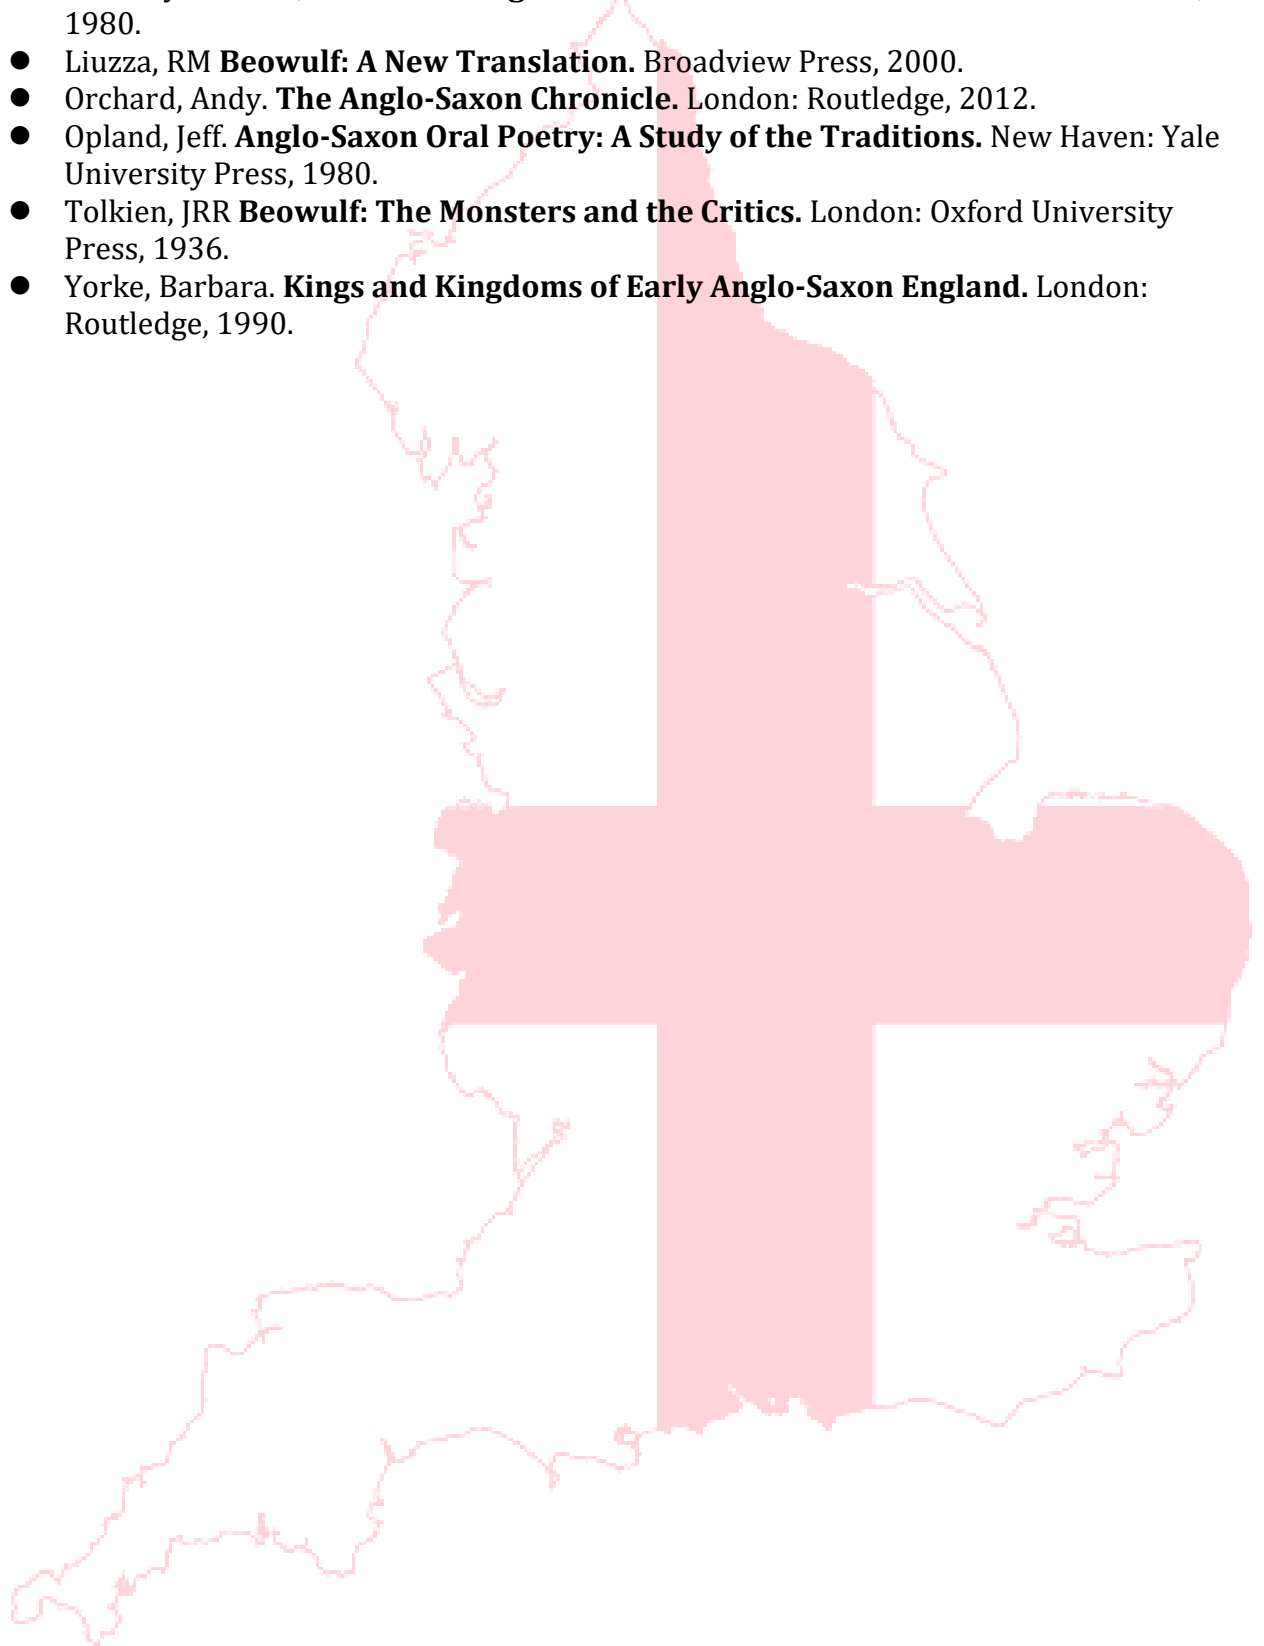 1980.
● Liuzza, RM Beowulf: A New Translation. Broadview Press, 2000.
● Orchard, Andy. The Anglo-Saxon Chronicle. London: Routledge, 2012.
● Opland, Jeff. Anglo-Saxon Oral Poetry: A Study of the Traditions. New Haven: Yale
University Press, 1980.
● Tolkien, JRR Beowulf: The Monsters and the Critics. London: Oxford University
Press, 1936.
● Yorke, Barbara. Kings and Kingdoms of Early Anglo-Saxon England. London:
Routledge, 1990.